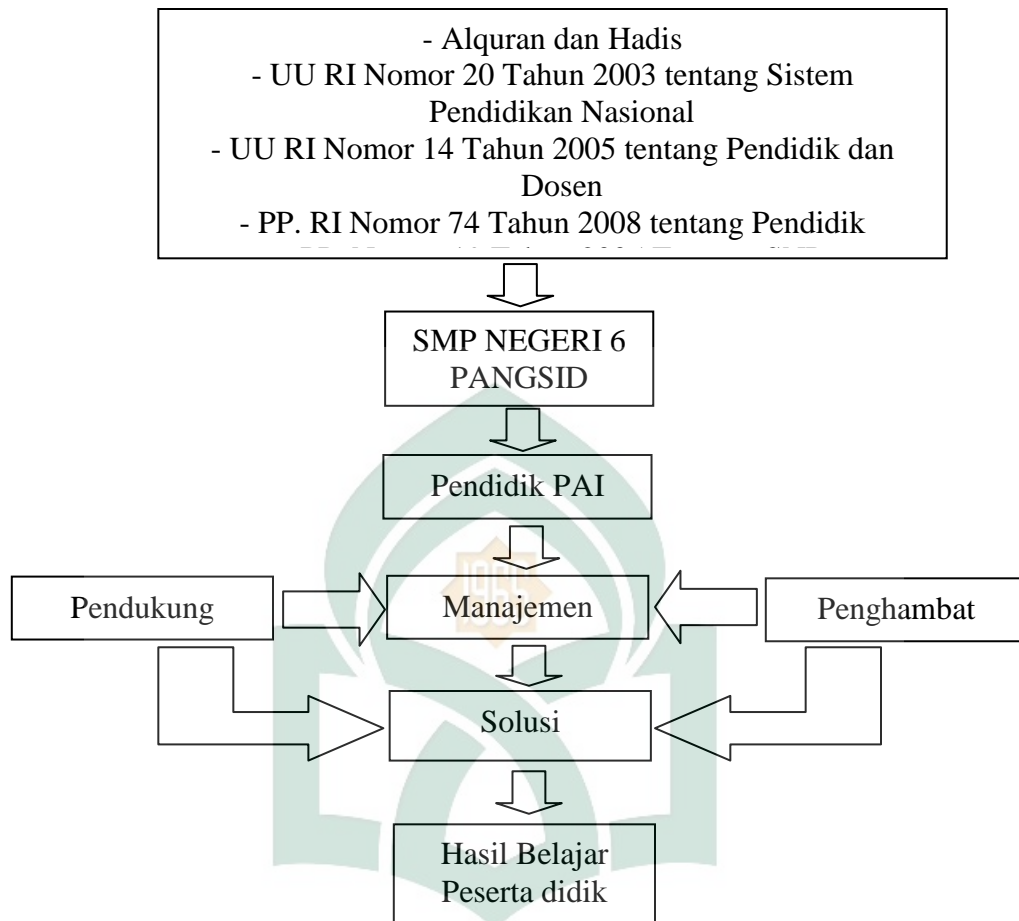 - Alquran dan Hadis
- UU RI Nomor 20 Tahun 2003 tentang Sistem
Pendidikan Nasional
- UU RI Nomor 14 Tahun 2005 tentang Pendidik dan
Dosen
- PP. RI Nomor 74 Tahun 2008 tentang Pendidik
SMP NEGERI 6
PANGSID
Pendidik PAI
1965
Pendukung
Manajemen
Penghambat
Solusi
Hasil Belajar
Peserta didik